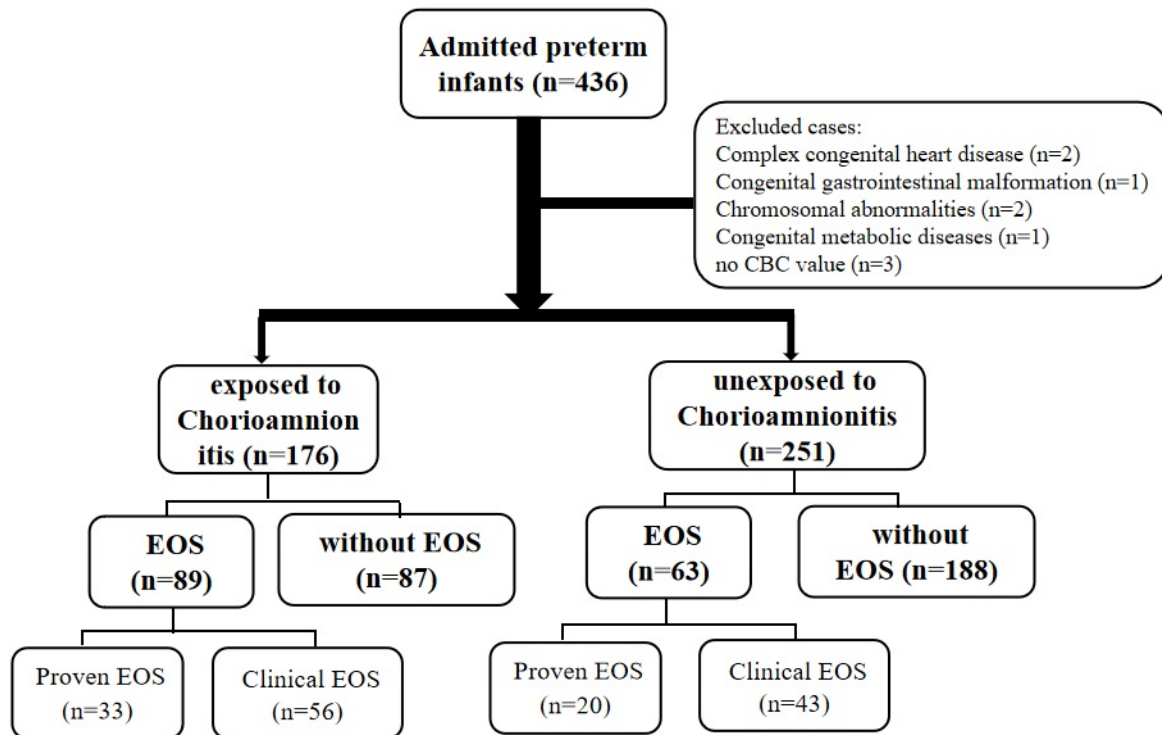 Admitted preterm
infants (n=436)
Excluded cases:
Complex congenital heart disease (n=2)
Congenital gastrointestinal malformation (n=1)
Chromosomal abnormalities (n=2)
Congenital metabolic diseases (n=1)
no CBC value (n=3)
exposed to
Chorioamnion
itis (n=176)
unexposed to
Chorioamnionitis
(n=251)
EOS
(n=89)
without EOS
(n=87)
EOS
(n=63)
without
EOS (n=188)
Proven EOS
(n=33)
Clinical EOS
(n=56)
Proven EOS
(n=20)
Clinical EOS
(n=43)